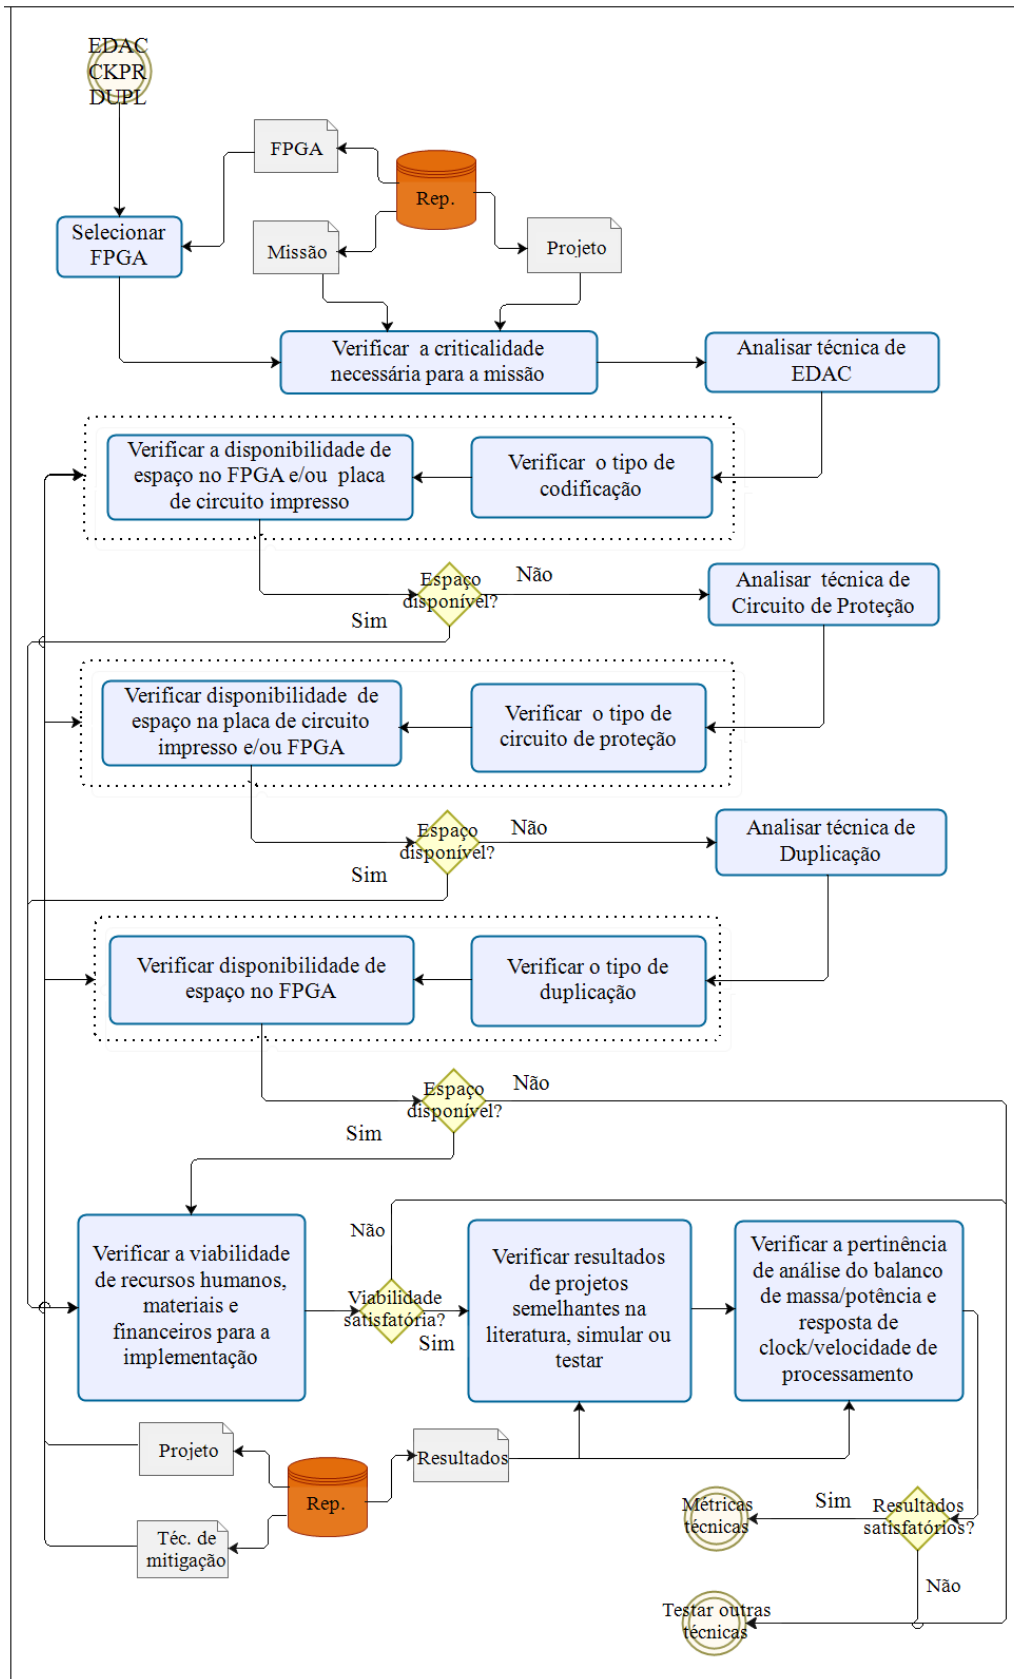 EDAC
CKPR
DUPL
FPGA
Rep.
Selecionar
FPGA
Missão
Projeto
Verificar a criticalidade
necessária para a missão
Analisar técnica de
EDAC
Verificar a disponibilidade de
espaço no FPGA e/ou placa
de circuito impresso
Verificar o tipo de
codificação
Espaço
disponível?
Não
Sim
Analisar técnica de
Circuito de Proteção
Verificar disponibilidade de
espaço na placa de circuito
impresso e/ou FPGA
Verificar o tipo de
circuito de proteção
Espaço
disponível?
Não
Sim
Analisar técnica de
Duplicação
Verificar disponibilidade de
espaço no FPGA
Verificar o tipo de
duplicação
Espaço
disponível?
Não
Sim
Verificar a viabilidade
de recursos humanos,
materiais e
financeiros para a
implementação
Não
Viabilidade
satisfatória?
Sim
Verificar resultados
de projetos
semelhantes na
literatura, simular ou
testar
Verificar a pertinência
de análise do balanco
de massa/potência e
resposta de
clock/velocidade de
processamento
Projeto
Rep.
Resultados
Téc. de
mitigação
Métricas
técnicas
Sim
Resultados
satisfatórios?
Não
Testar outras
técnicas